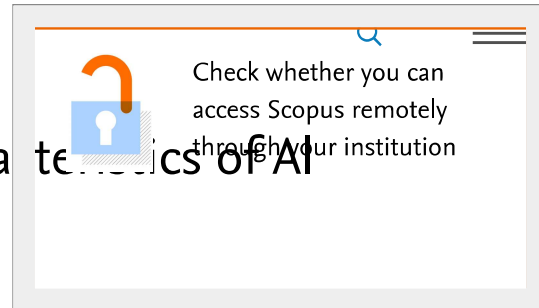 Check whether you can
access Scopus remotely
through your institution
teristics of AI